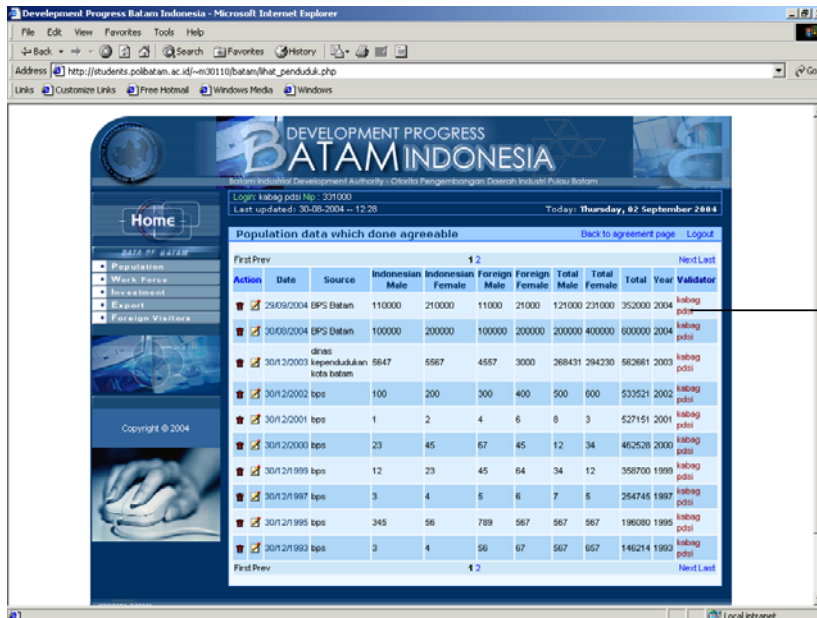 Develepment Progress Batam Indonesia - Microsoft Internet Explorer
File Edit View Favorites Tools Help
Back Search Favorites History
Address http://students.polibatam.ac.id/~m30110/batam/lihat_penduduk.php Go
Links Customize Links Free Hotmail Windows Media Windows
DEVELOPMENT PROGRESS
BATAM INDONESIA
Batam Industrial Development Authority - Otorita Pengembangan Daerah Industri Pulau Batam
Login: kabag pdsi Nip : 331000
Last updated: 30-08-2004 -- 12:28 Today: Thursday, 02 September 2004
Home
DATA OF BATAM
Population
Work Force
Investment
Export
Foreign Visitors
Copyright © 2004
Population data which done agreeable Back to agreement page Logout
First Prev 1 2 Next Last
Action Date Source Indonesian Male Indonesian Female Foreign Male Foreign Female Total Male Total Female Total Year Validator
29/09/2004 BPS Batam 110000 210000 11000 21000 121000 231000 352000 2004 kabag pdsi
30/08/2004 BPS Batam 100000 200000 100000 200000 200000 400000 600000 2004 kabag pdsi
30/12/2003 dinas kependudukan kota batam 5647 5567 4557 3000 268431 294230 562661 2003 kabag pdsi
30/12/2002 bps 100 200 300 400 500 600 533521 2002 kabag pdsi
30/12/2001 bps 1 2 4 6 8 3 527151 2001 kabag pdsi
30/12/2000 bps 23 45 67 45 12 34 462528 2000 kabag pdsi
30/12/1999 bps 12 23 45 64 34 12 358700 1999 kabag pdsi
30/12/1997 bps 3 4 5 6 7 5 254745 1997 kabag pdsi
30/12/1995 bps 345 56 789 567 567 567 196080 1995 kabag pdsi
30/12/1993 bps 3 4 56 67 567 657 146214 1993 kabag pdsi
First Prev 1 2 Next Last
Local intranet